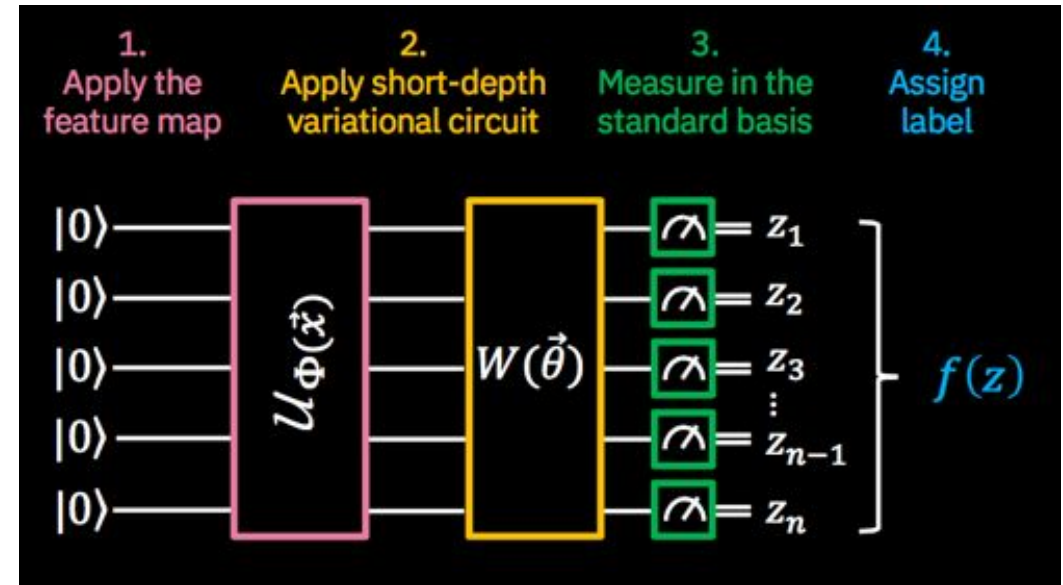 1.
Apply the
feature map
2.
Apply short-depth
variational circuit
3.
Measure in the
standard basis
4.
Assign
label
|0⟩
|0⟩
|0⟩
|0⟩
|0⟩
𝒰Φ(x⃗)
W(θ⃗)
z₁
z₂
z₃
⋮
zₙ₋₁
zₙ
f(z)